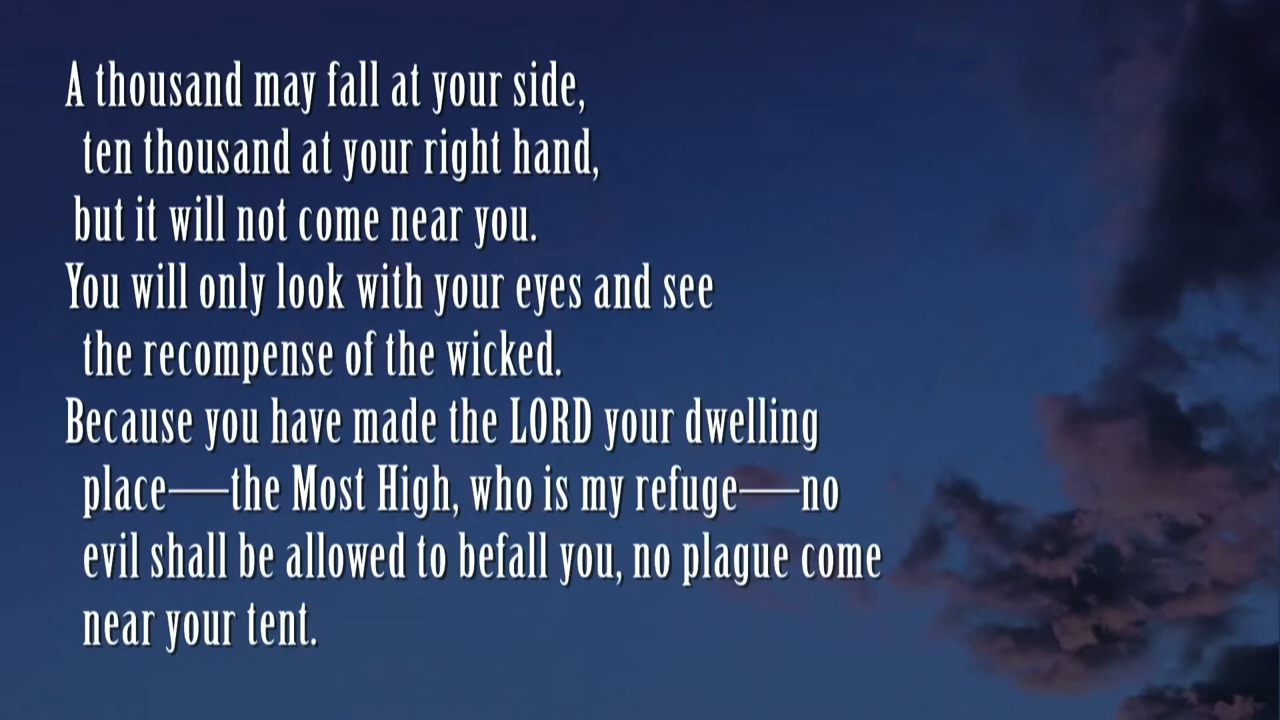 A thousand may fall at your side,
ten thousand at your right hand,
but it will not come near you.
You will only look with your eyes and see
the recompense of the wicked.
Because you have made the LORD your dwelling
place—the Most High, who is my refuge—no
evil shall be allowed to befall you, no plague come
near your tent.